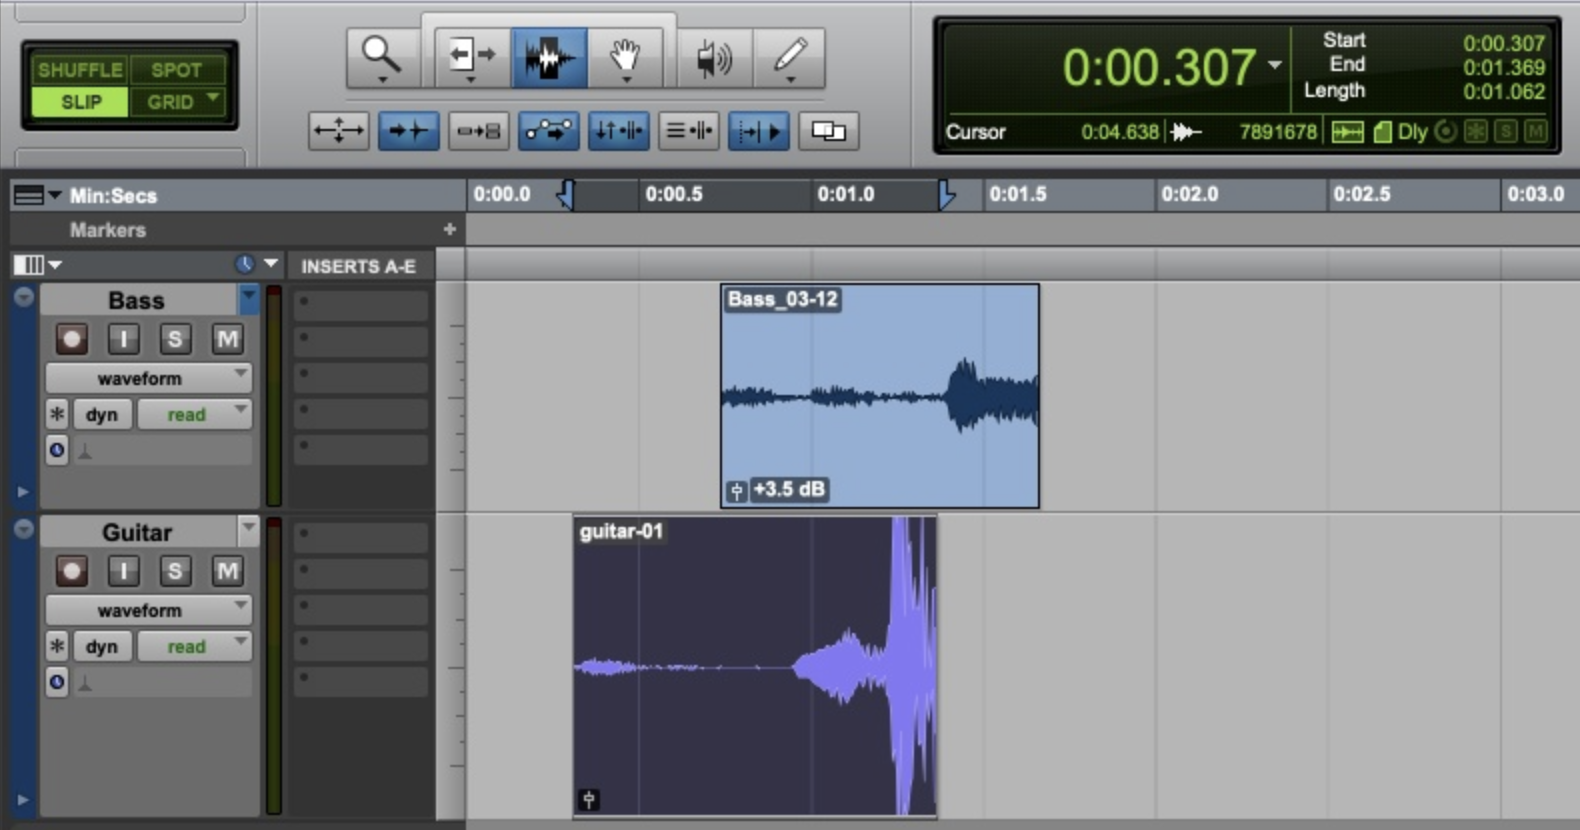 SHUFFLE SPOT
SLIP GRID
0:00.307
Start 0:00.307
End 0:01.369
Length 0:01.062
Cursor 0:04.638 7891678 Dly S M
Min:Secs 0:00.0 0:00.5 0:01.0 0:01.5 0:02.0 0:02.5 0:03.0
Markers +
INSERTS A-E
Bass
I S M
waveform
* dyn read
Bass_03-12
+3.5 dB
Guitar
I S M
waveform
* dyn read
guitar-01